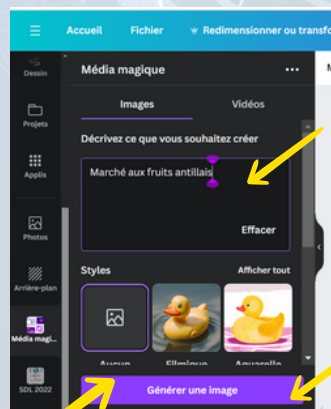 Accueil Fichier Redimensionner ou transfo
Dessin
Projets
Applis
Photos
Arrière-plan
Média magi...
SDL 2022
Média magique
M
Images Vidéos
Décrivez ce que vous souhaitez créer
Marché aux fruits antillais
Effacer
Styles Afficher tout
Aucun Filmique Aquarelle
Générer une image